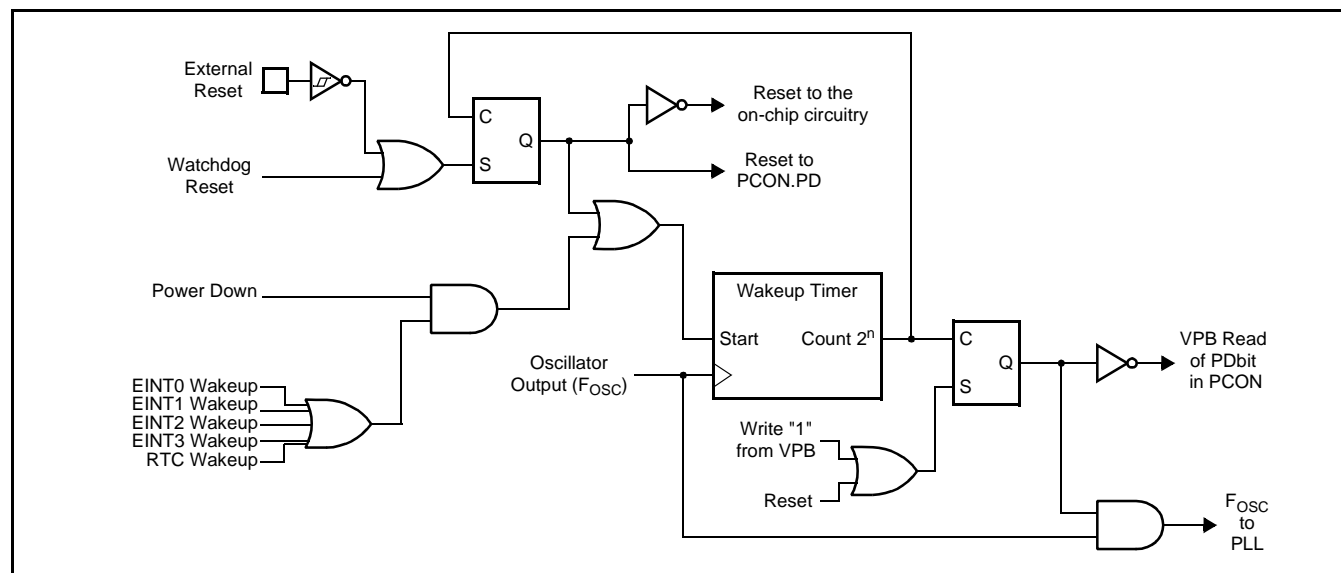 External
Reset
Watchdog
Reset
C
Q
S
Reset to the
on-chip circuitry
Reset to
PCON.PD
Power Down
EINT0 Wakeup
EINT1 Wakeup
EINT2 Wakeup
EINT3 Wakeup
RTC Wakeup
Wakeup Timer
Start
Count 2ⁿ
Oscillator
Output (F_OSC)
Write "1"
from VPB
Reset
C
Q
S
VPB Read
of PDbit
in PCON
F_OSC
to
PLL